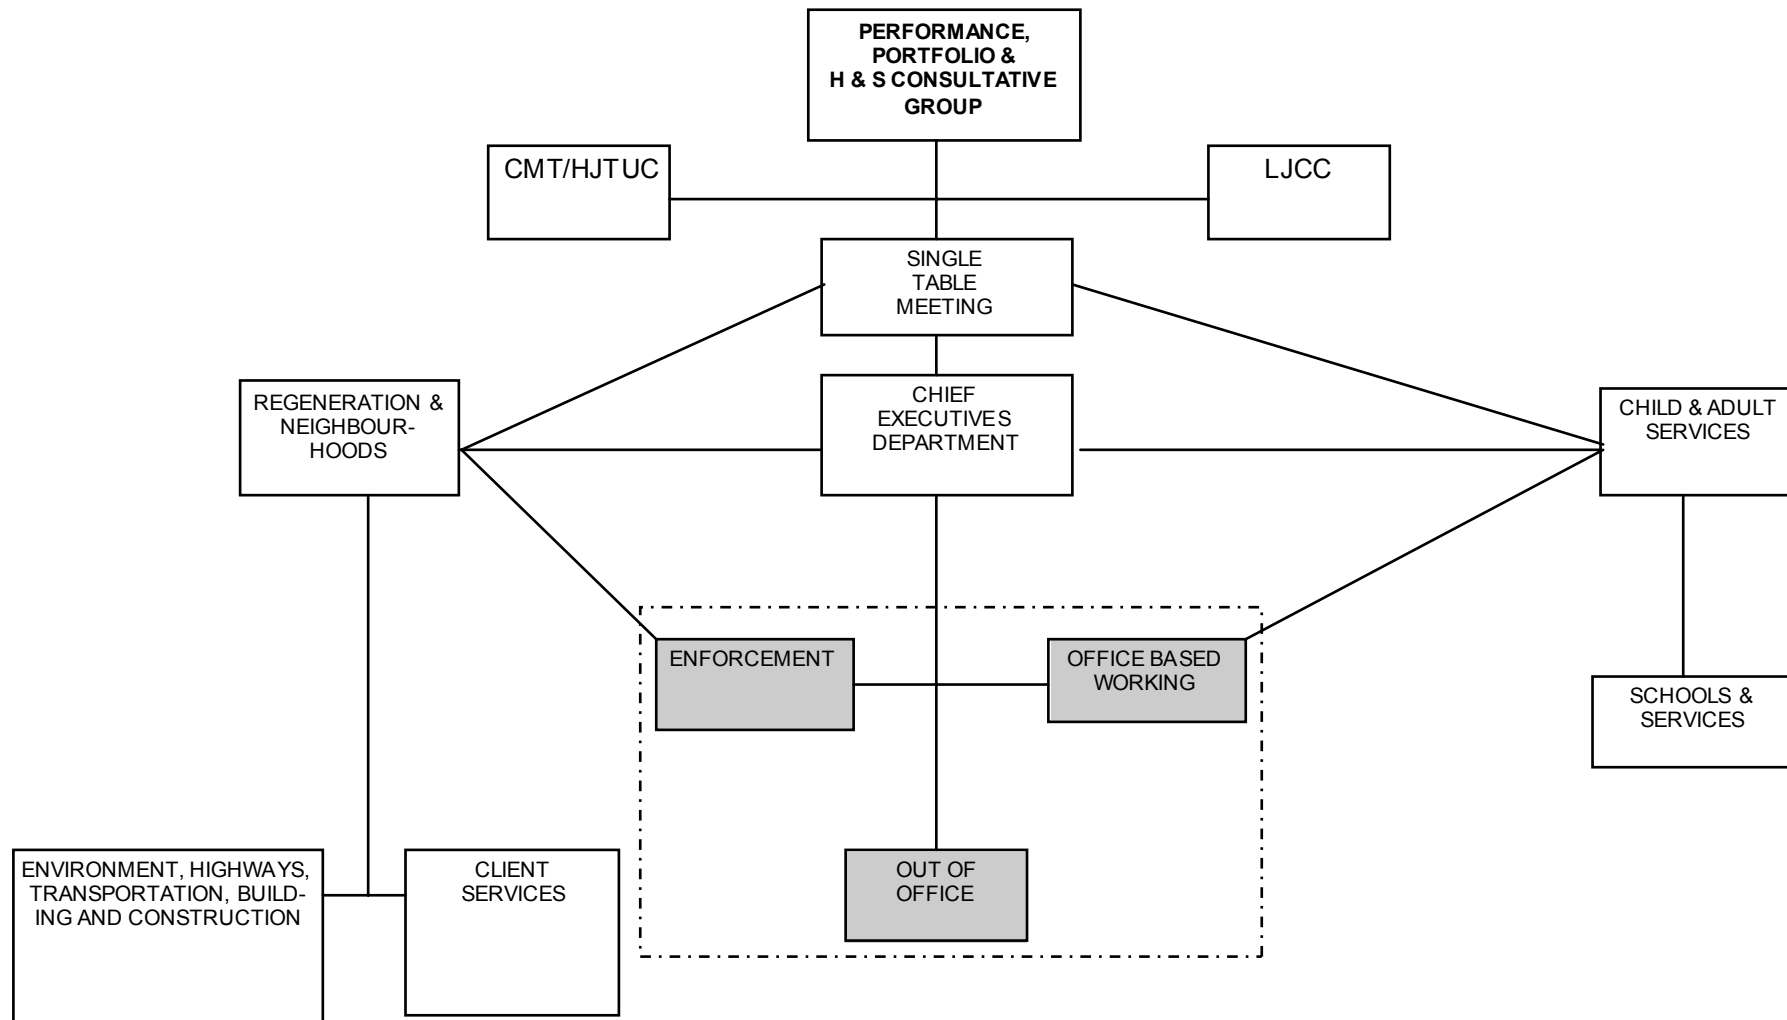 PERFORMANCE,
PORTFOLIO &
H & S CONSULTATIVE
GROUP
CMT/HJTUC
LJCC
SINGLE
TABLE
MEETING
REGENERATION &
NEIGHBOUR-
HOODS
CHIEF
EXECUTIVES
DEPARTMENT
CHILD & ADULT
SERVICES
ENFORCEMENT
OFFICE BASED
WORKING
SCHOOLS &
SERVICES
ENVIRONMENT, HIGHWAYS,
TRANSPORTATION, BUILD-
ING AND CONSTRUCTION
CLIENT
SERVICES
OUT OF
OFFICE